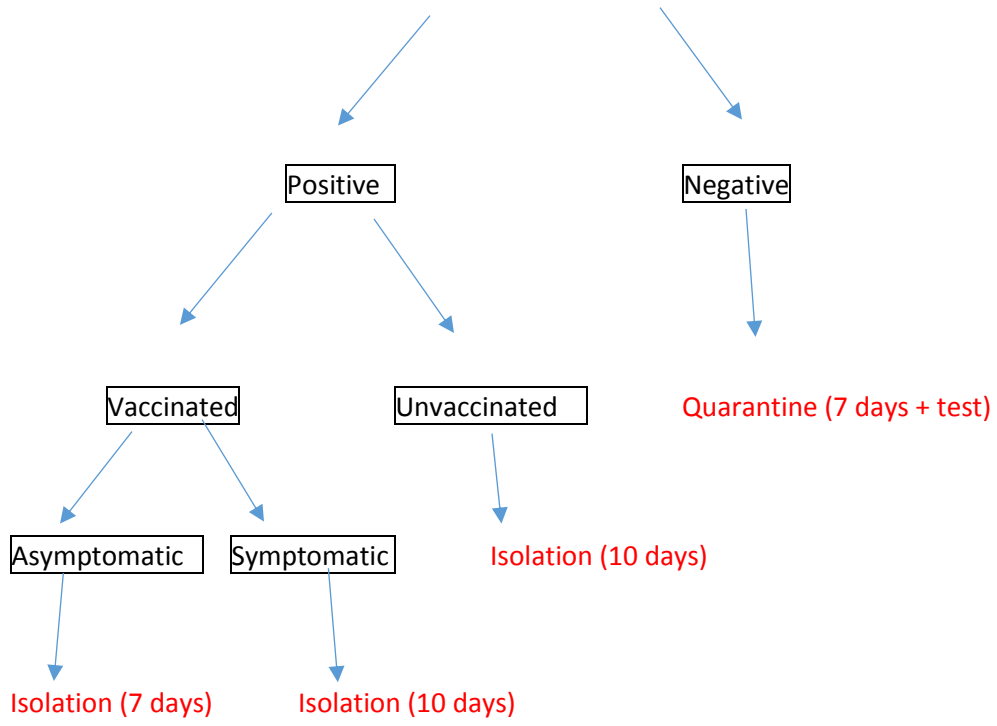 Positive
Negative
Vaccinated
Unvaccinated
Quarantine (7 days + test)
Asymptomatic
Symptomatic
Isolation (10 days)
Isolation (7 days)
Isolation (10 days)